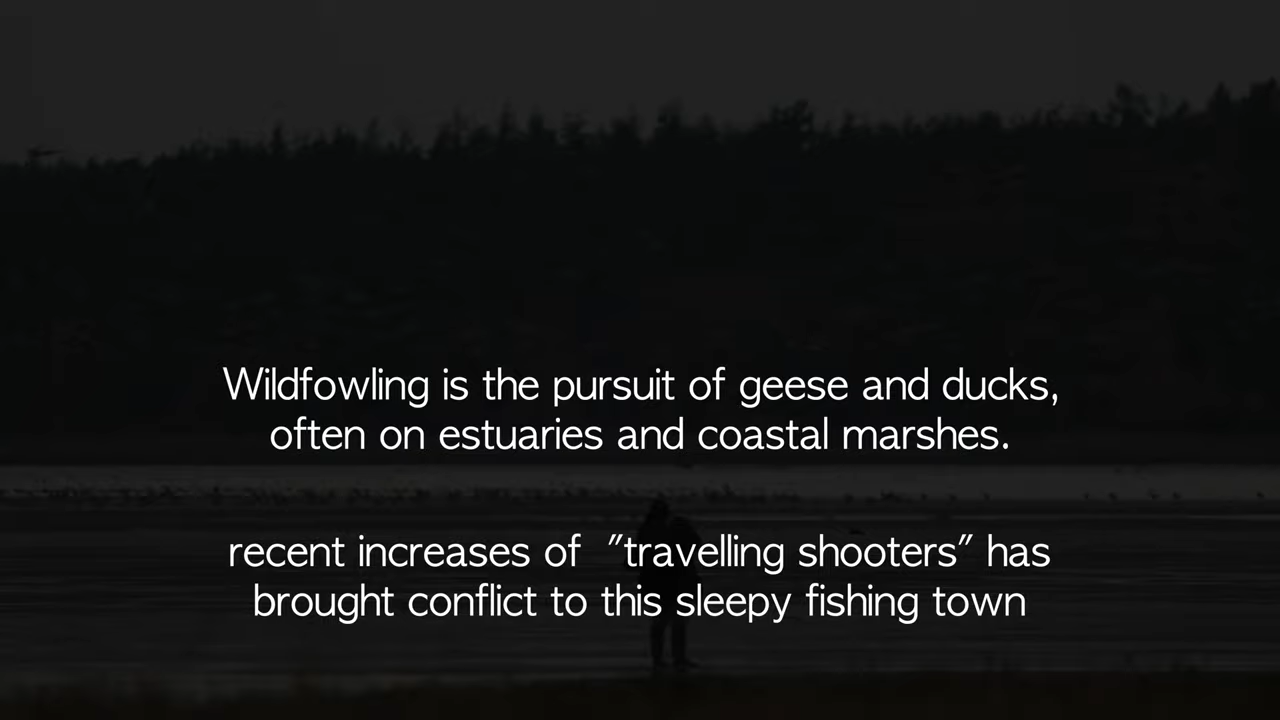 Wildfowling is the pursuit of geese and ducks,
often on estuaries and coastal marshes.
recent increases of "travelling shooters" has
brought conflict to this sleepy fishing town